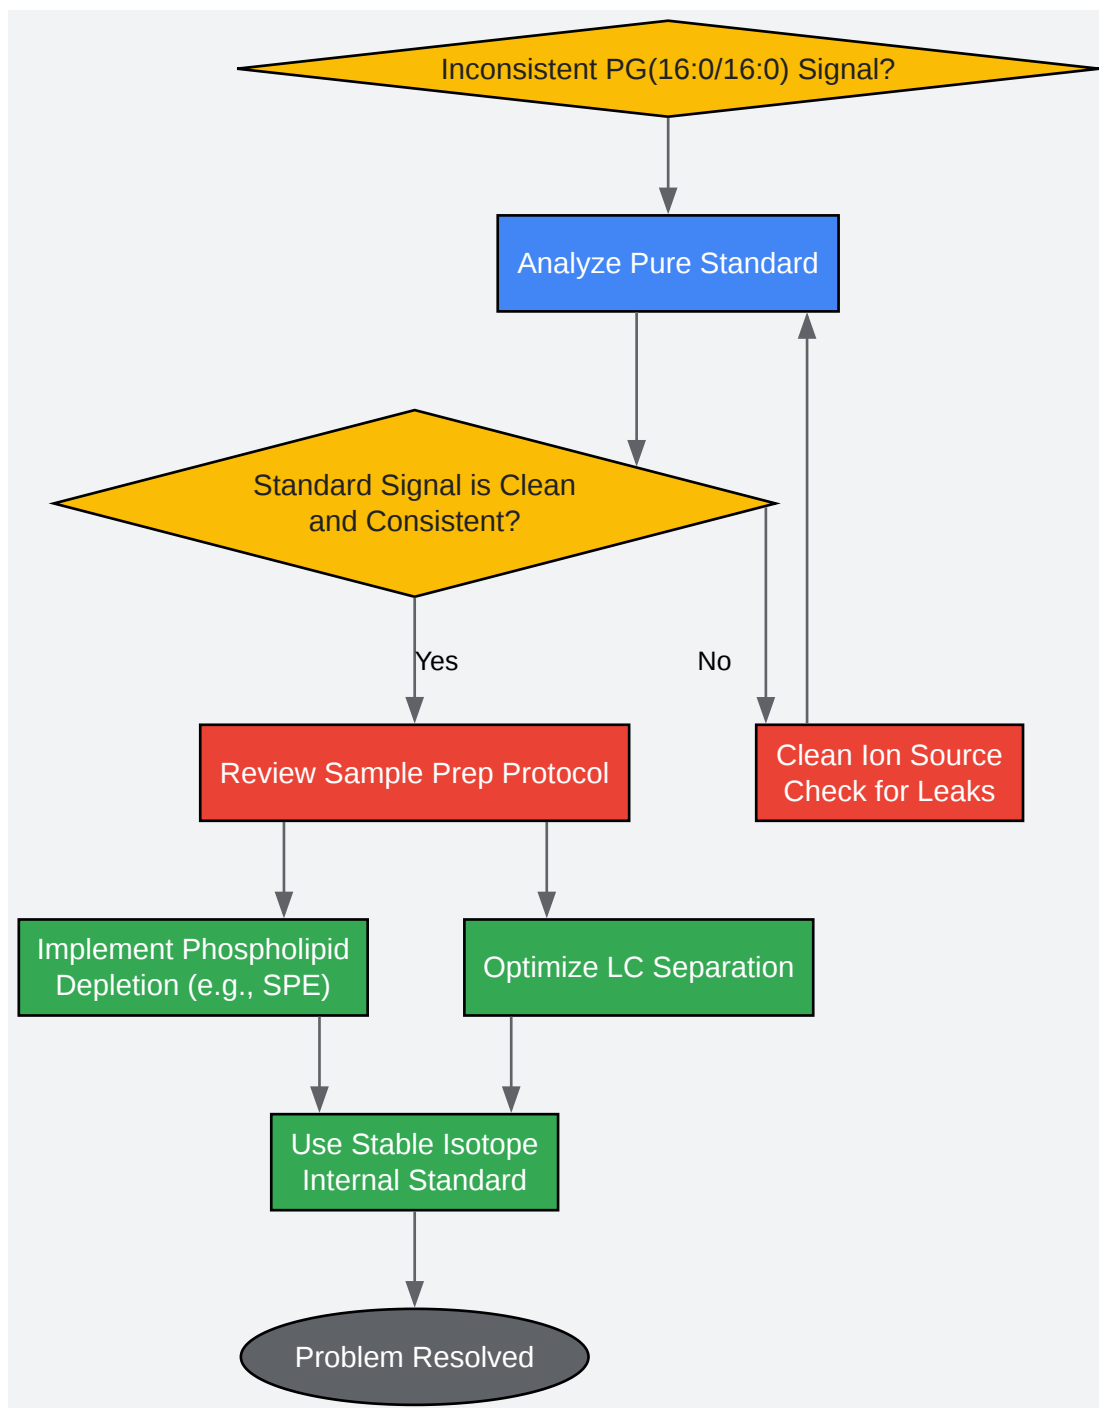 Inconsistent PG(16:0/16:0) Signal?
Analyze Pure Standard
Standard Signal is Clean
and Consistent?
Yes
No
Review Sample Prep Protocol
Clean Ion Source
Check for Leaks
Implement Phospholipid
Depletion (e.g., SPE)
Optimize LC Separation
Use Stable Isotope
Internal Standard
Problem Resolved